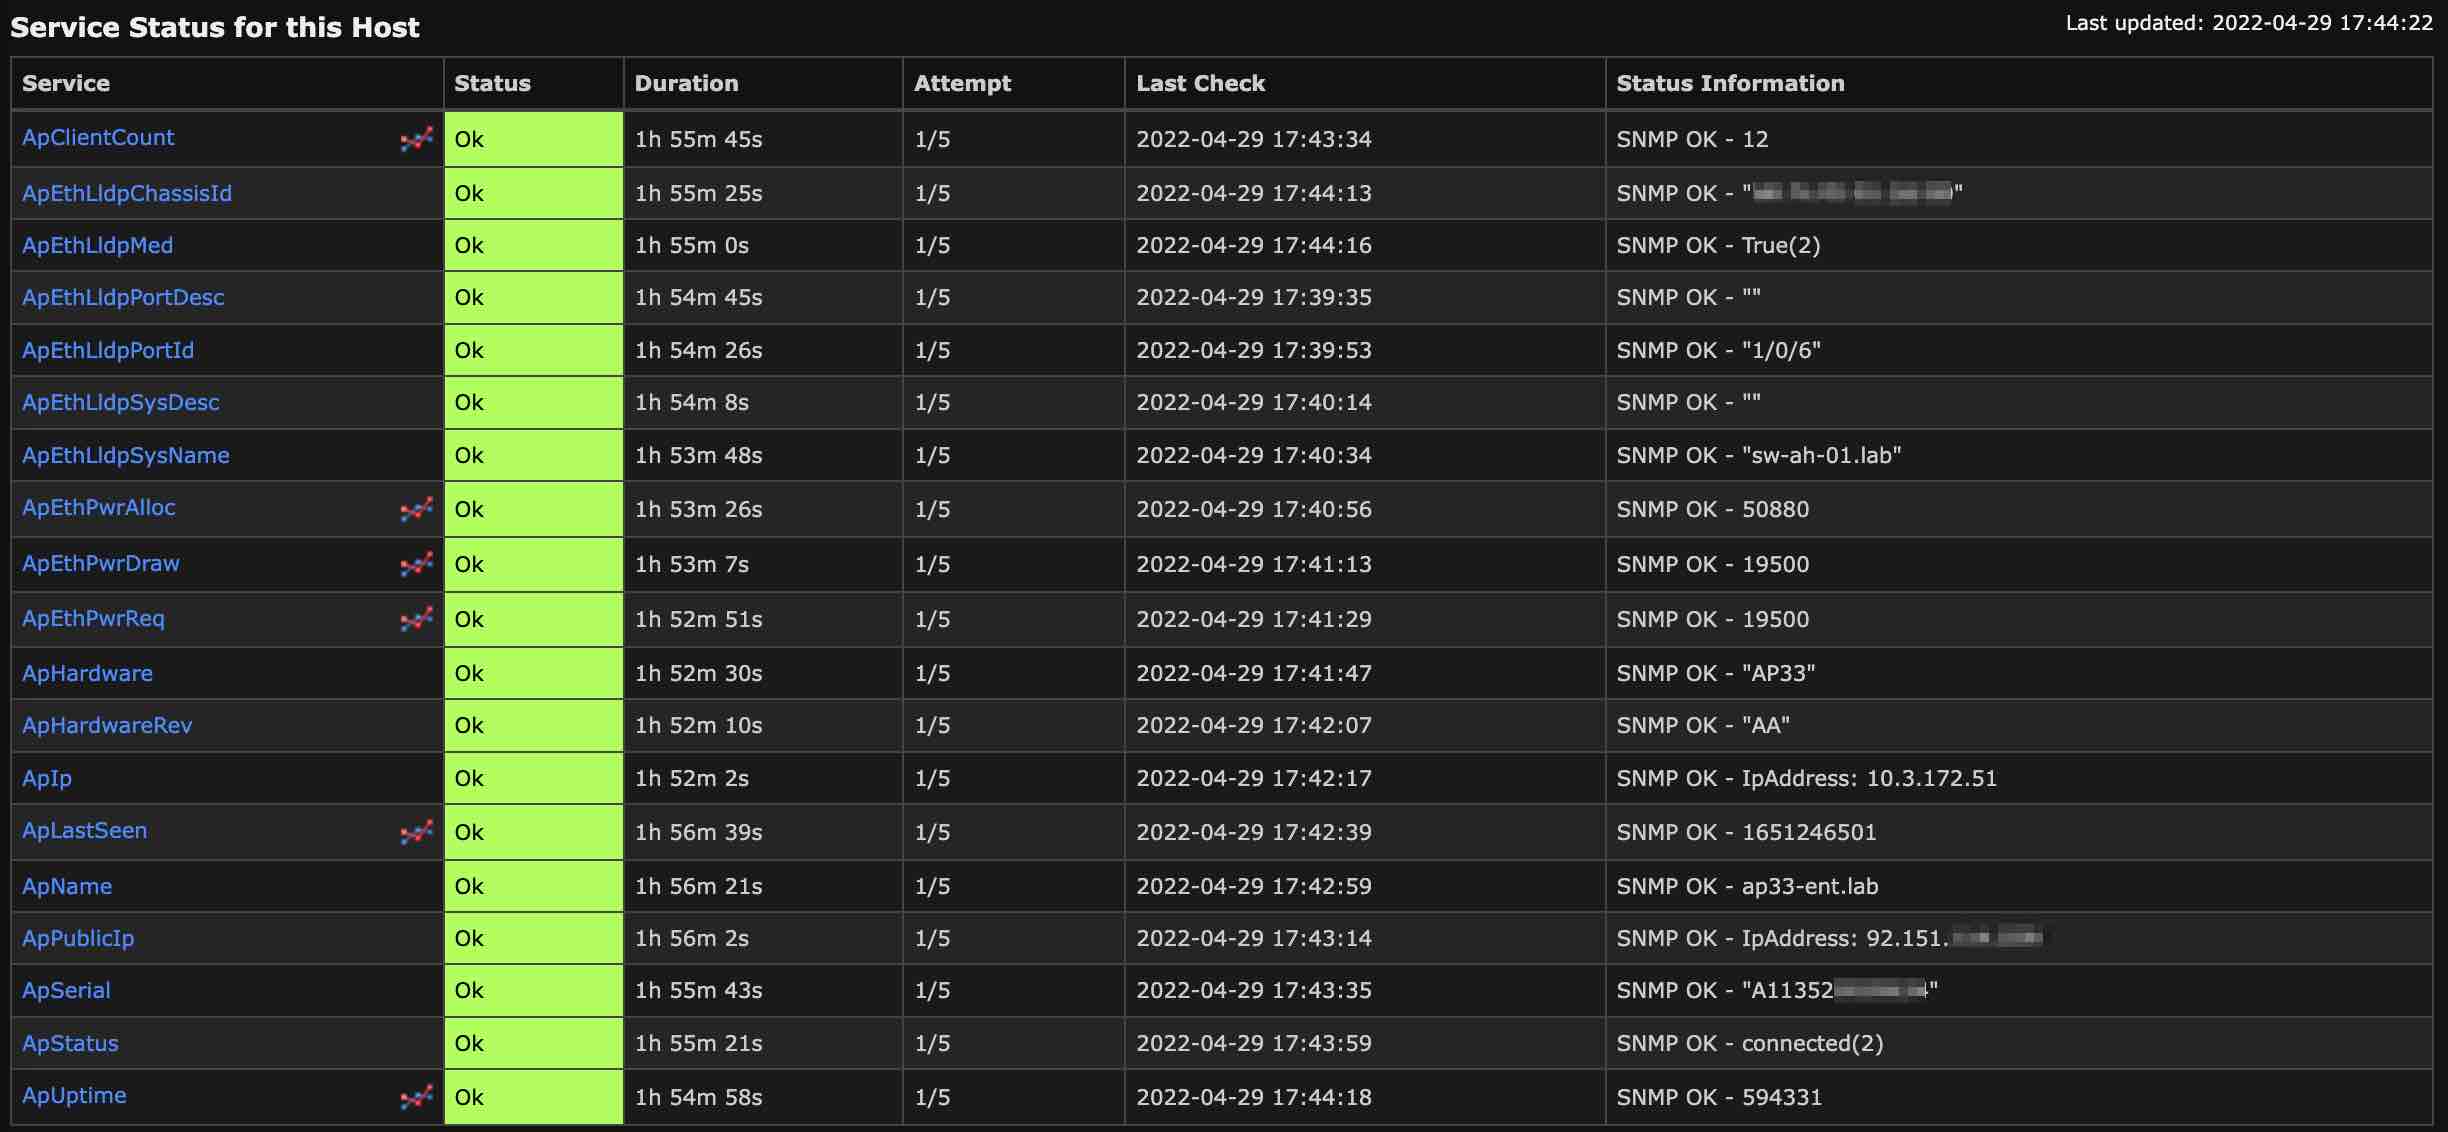 Service Status for this Host
Last updated: 2022-04-29 17:44:22
Service Status Duration Attempt Last Check Status Information
ApClientCount Ok 1h 55m 45s 1/5 2022-04-29 17:43:34 SNMP OK - 12
ApEthLldpChassisId Ok 1h 55m 25s 1/5 2022-04-29 17:44:13 SNMP OK - " "
ApEthLldpMed Ok 1h 55m 0s 1/5 2022-04-29 17:44:16 SNMP OK - True(2)
ApEthLldpPortDesc Ok 1h 54m 45s 1/5 2022-04-29 17:39:35 SNMP OK - ""
ApEthLldpPortId Ok 1h 54m 26s 1/5 2022-04-29 17:39:53 SNMP OK - "1/0/6"
ApEthLldpSysDesc Ok 1h 54m 8s 1/5 2022-04-29 17:40:14 SNMP OK - ""
ApEthLldpSysName Ok 1h 53m 48s 1/5 2022-04-29 17:40:34 SNMP OK - "sw-ah-01.lab"
ApEthPwrAlloc Ok 1h 53m 26s 1/5 2022-04-29 17:40:56 SNMP OK - 50880
ApEthPwrDraw Ok 1h 53m 7s 1/5 2022-04-29 17:41:13 SNMP OK - 19500
ApEthPwrReq Ok 1h 52m 51s 1/5 2022-04-29 17:41:29 SNMP OK - 19500
ApHardware Ok 1h 52m 30s 1/5 2022-04-29 17:41:47 SNMP OK - "AP33"
ApHardwareRev Ok 1h 52m 10s 1/5 2022-04-29 17:42:07 SNMP OK - "AA"
ApIp Ok 1h 52m 2s 1/5 2022-04-29 17:42:17 SNMP OK - IpAddress: 10.3.172.51
ApLastSeen Ok 1h 56m 39s 1/5 2022-04-29 17:42:39 SNMP OK - 1651246501
ApName Ok 1h 56m 21s 1/5 2022-04-29 17:42:59 SNMP OK - ap33-ent.lab
ApPublicIp Ok 1h 56m 2s 1/5 2022-04-29 17:43:14 SNMP OK - IpAddress: 92.151.
ApSerial Ok 1h 55m 43s 1/5 2022-04-29 17:43:35 SNMP OK - "A11352 "
ApStatus Ok 1h 55m 21s 1/5 2022-04-29 17:43:59 SNMP OK - connected(2)
ApUptime Ok 1h 54m 58s 1/5 2022-04-29 17:44:18 SNMP OK - 594331